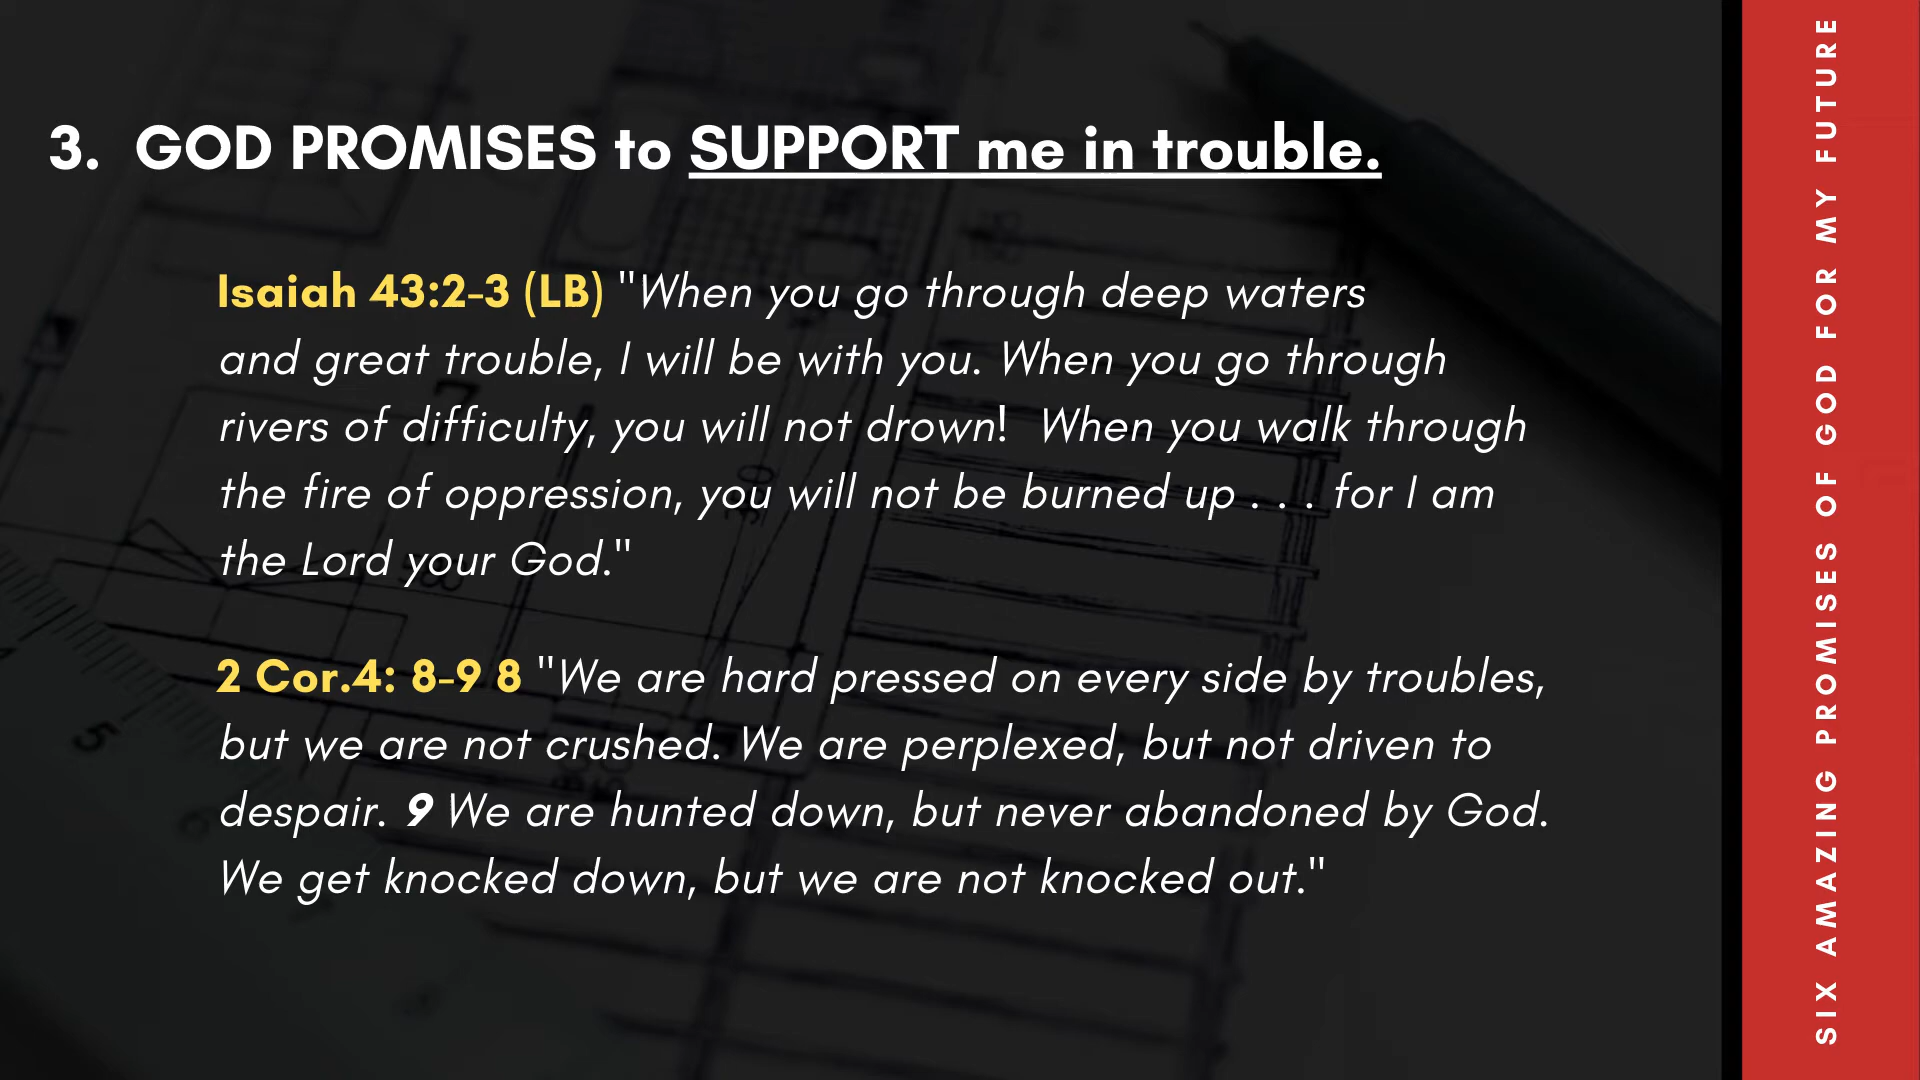 3. GOD PROMISES to SUPPORT me in trouble.
Isaiah 43:2-3 (LB) "When you go through deep waters
and great trouble, I will be with you. When you go through
rivers of difficulty, you will not drown! When you walk through
the fire of oppression, you will not be burned up . . . for I am
the Lord your God."
2 Cor.4: 8-9 8 "We are hard pressed on every side by troubles,
but we are not crushed. We are perplexed, but not driven to
despair. 9 We are hunted down, but never abandoned by God.
We get knocked down, but we are not knocked out."
SIX AMAZING PROMISES OF GOD FOR MY FUTURE